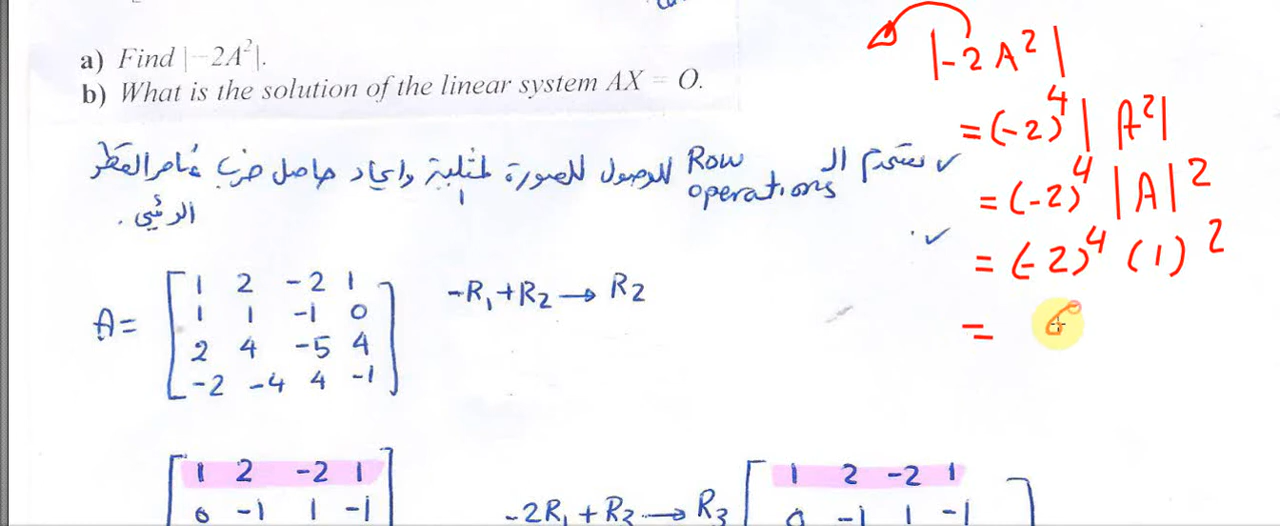 a) Find |-2A²|.
b) What is the solution of the linear system AX = O.
✓ نستخدم الـ Row operations للوصول للصورة المثلثية وايجاد حاصل ضرب عناصر القطر
الرئيسي .
A = [ 1 2 -2 1
1 1 -1 0
2 4 -5 4
-2 -4 4 -1 ]
-R₁+R₂ → R₂
[ 1 2 -2 1
0 -1 1 -1
-2R₁ + R₃ → R₃
[ 1 2 -2 1
0 -1 1 -1
|-2A²|
= (-2)⁴ |A²|
= (-2)⁴ |A|²
= (-2)⁴ (1)²
=